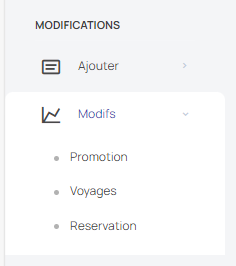 MODIFICATIONS
Ajouter
Modifs
Promotion
Voyages
Reservation